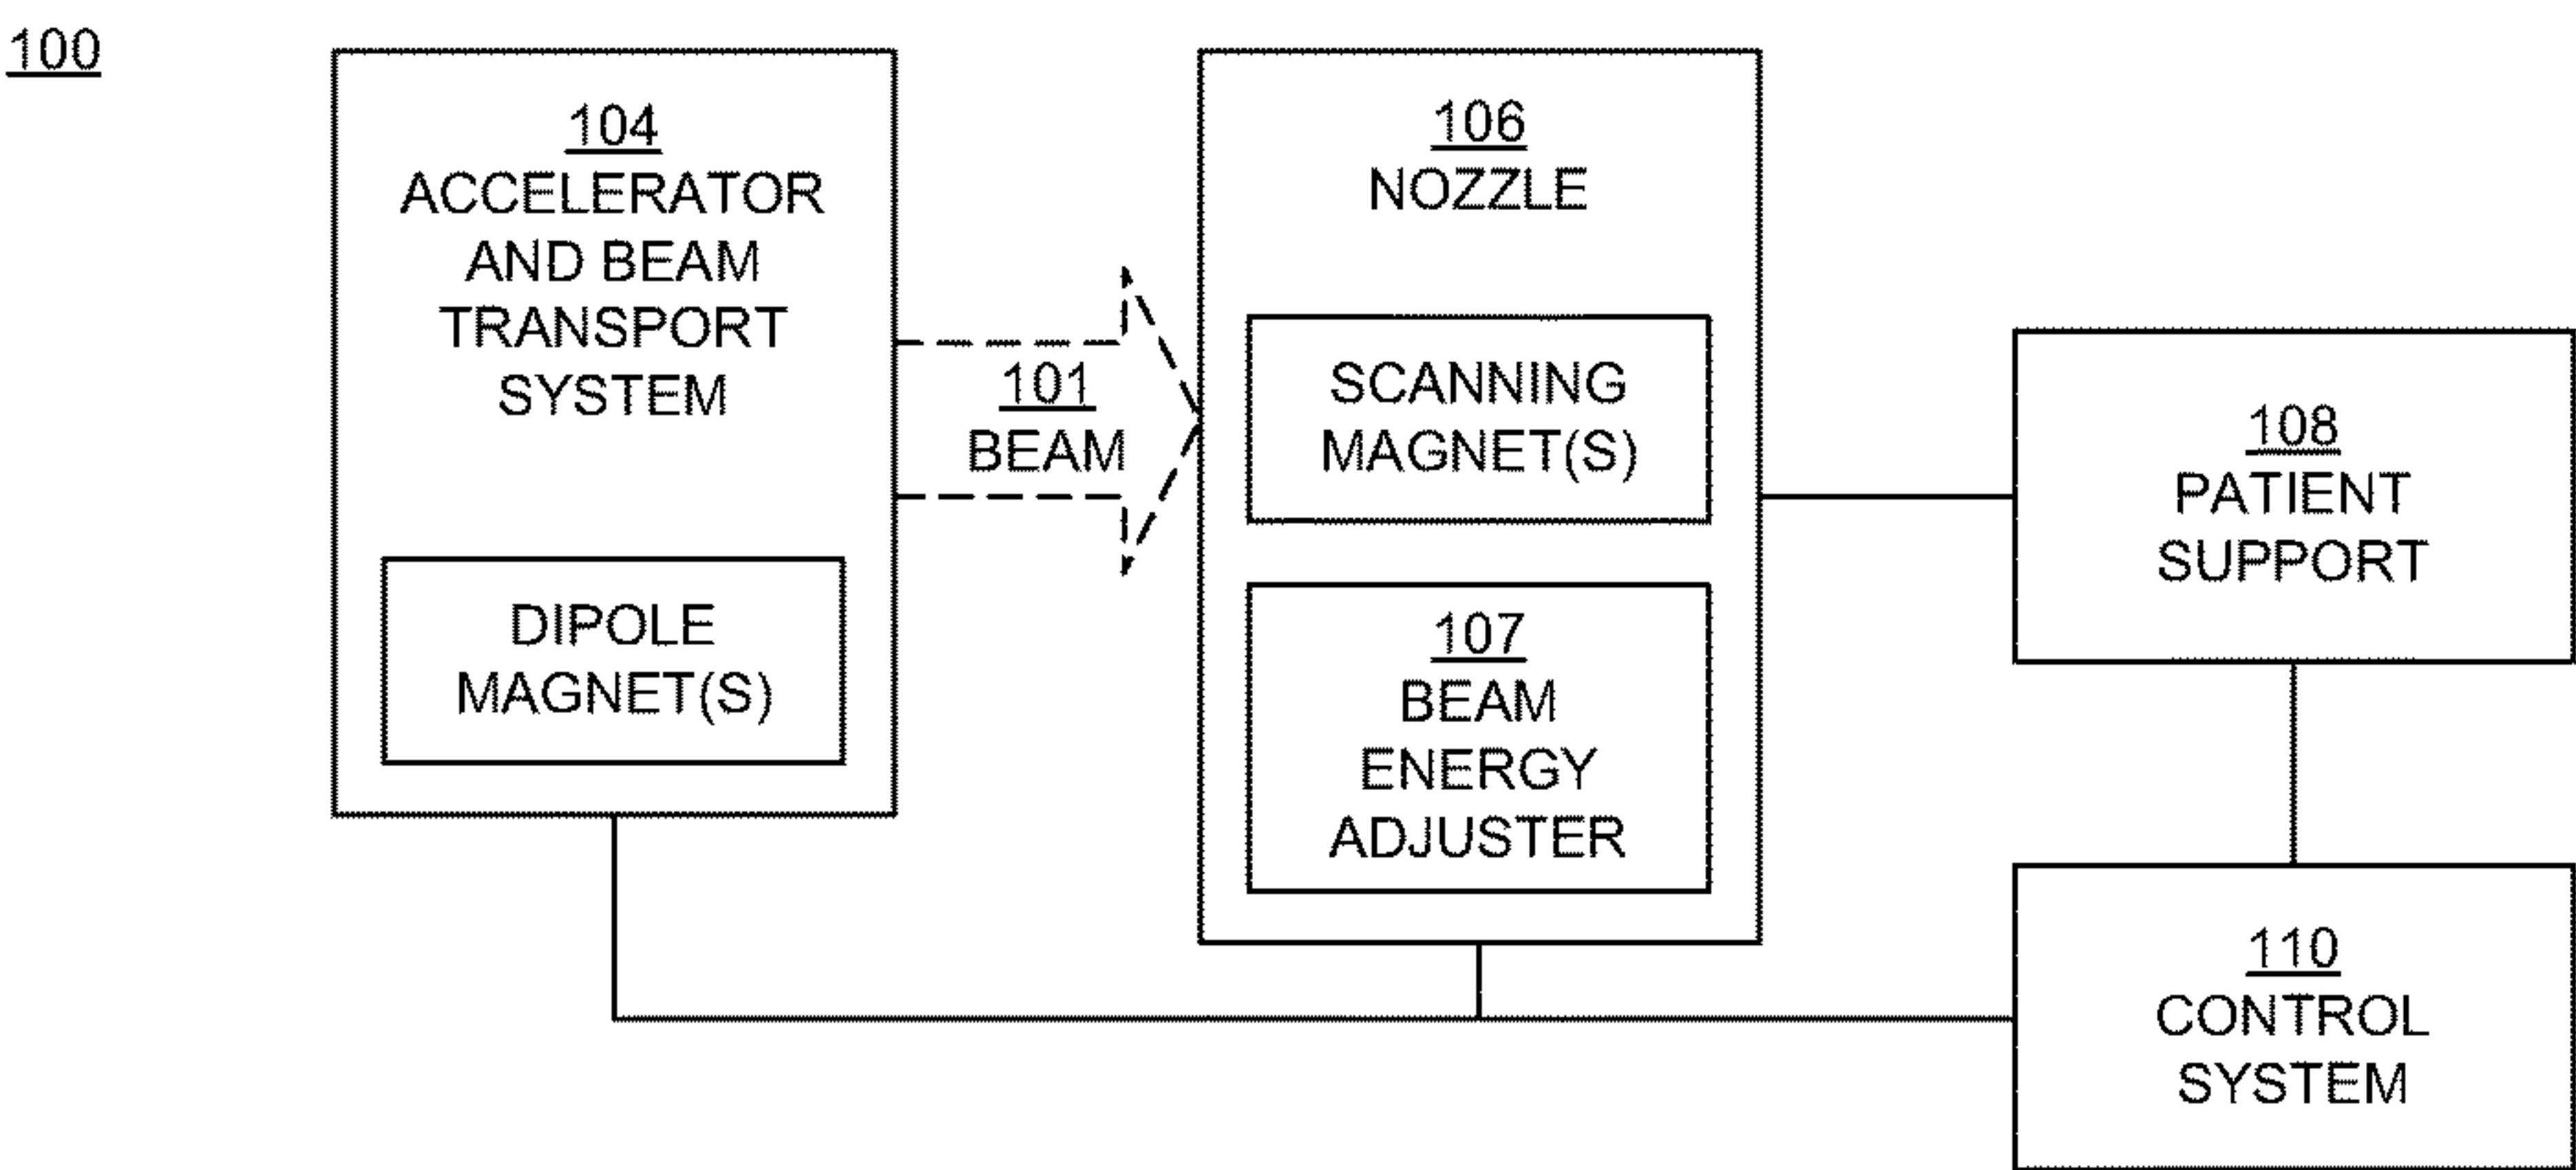 100
104
ACCELERATOR
AND BEAM
TRANSPORT
SYSTEM
DIPOLE
MAGNET(S)
101
BEAM
106
NOZZLE
SCANNING
MAGNET(S)
107
BEAM
ENERGY
ADJUSTER
108
PATIENT
SUPPORT
110
CONTROL
SYSTEM